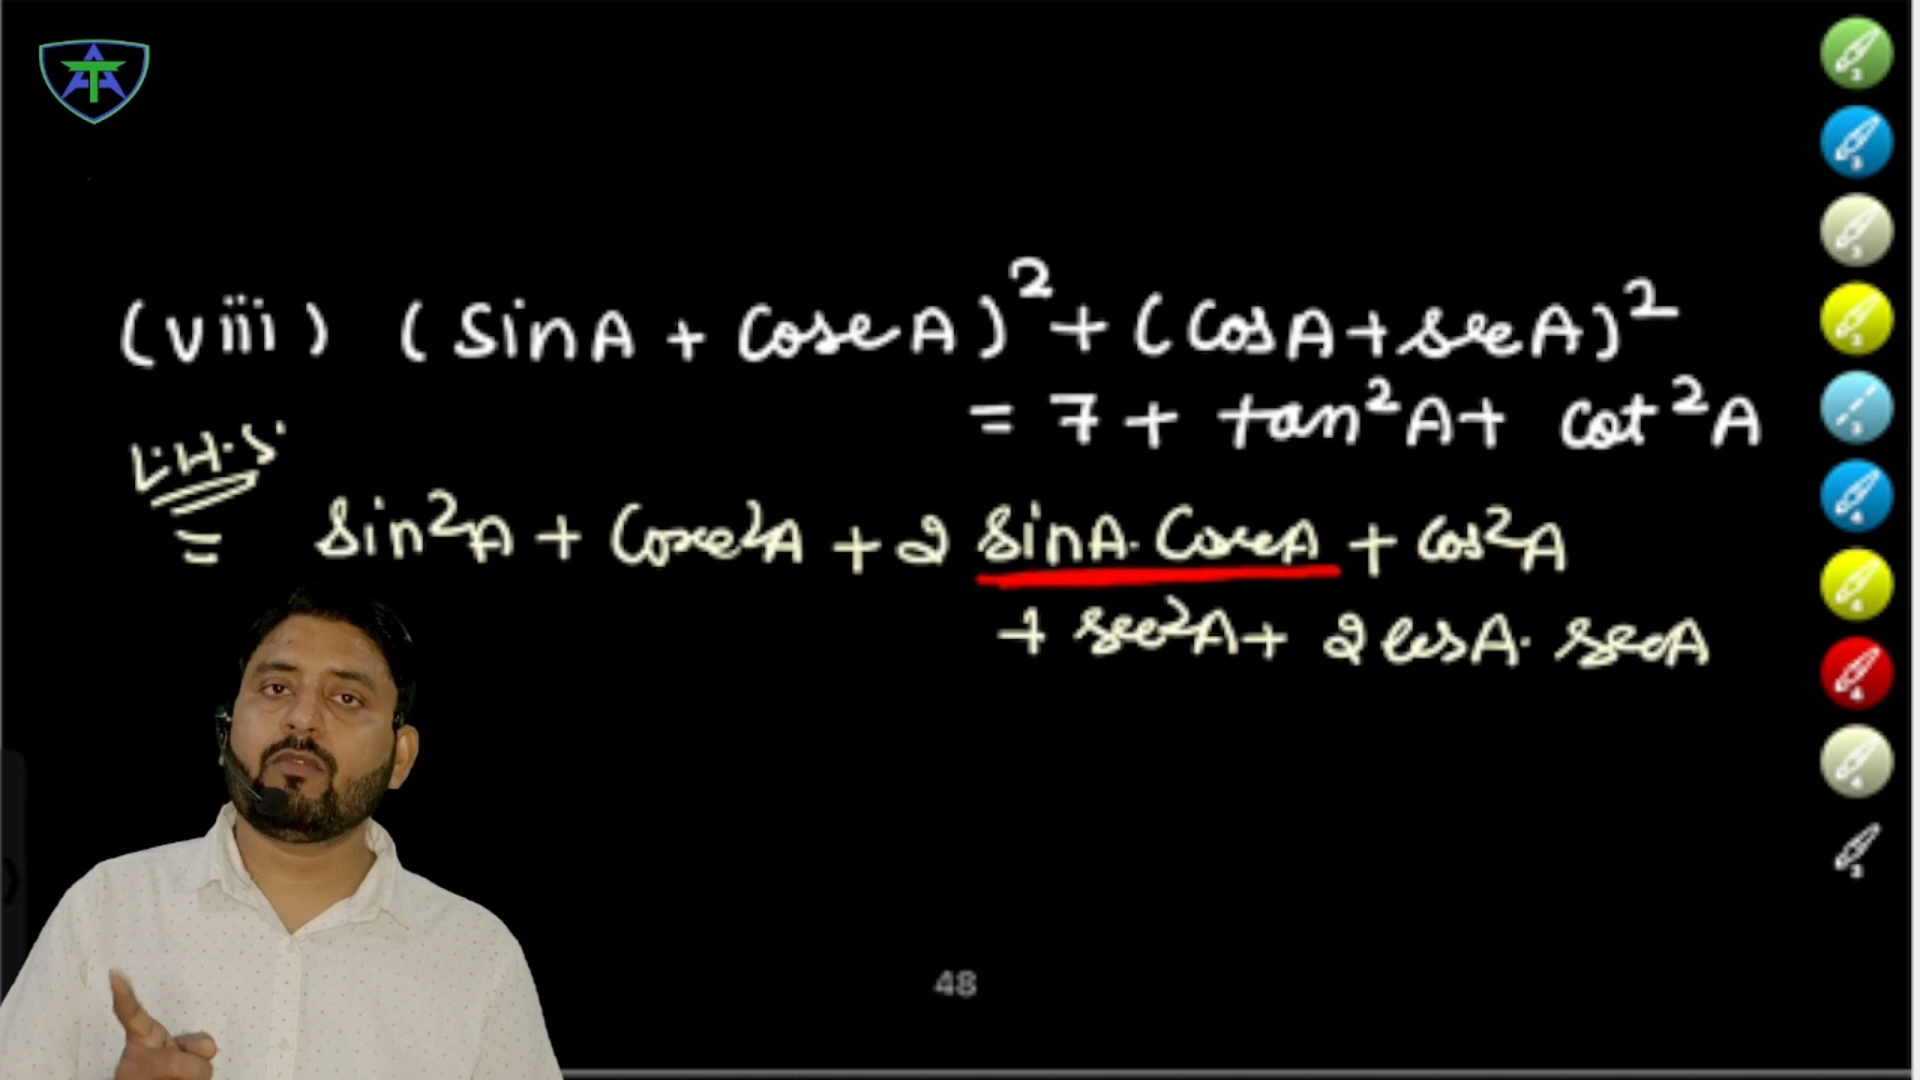 (viii) (SinA + CosecA)² + (CosA + secA)²
= 7 + tan²A + cot²A
L.H.S.
= Sin²A + Cosec²A + 2 SinA. CosecA + Cos²A
+ sec²A + 2 CosA. secA
48